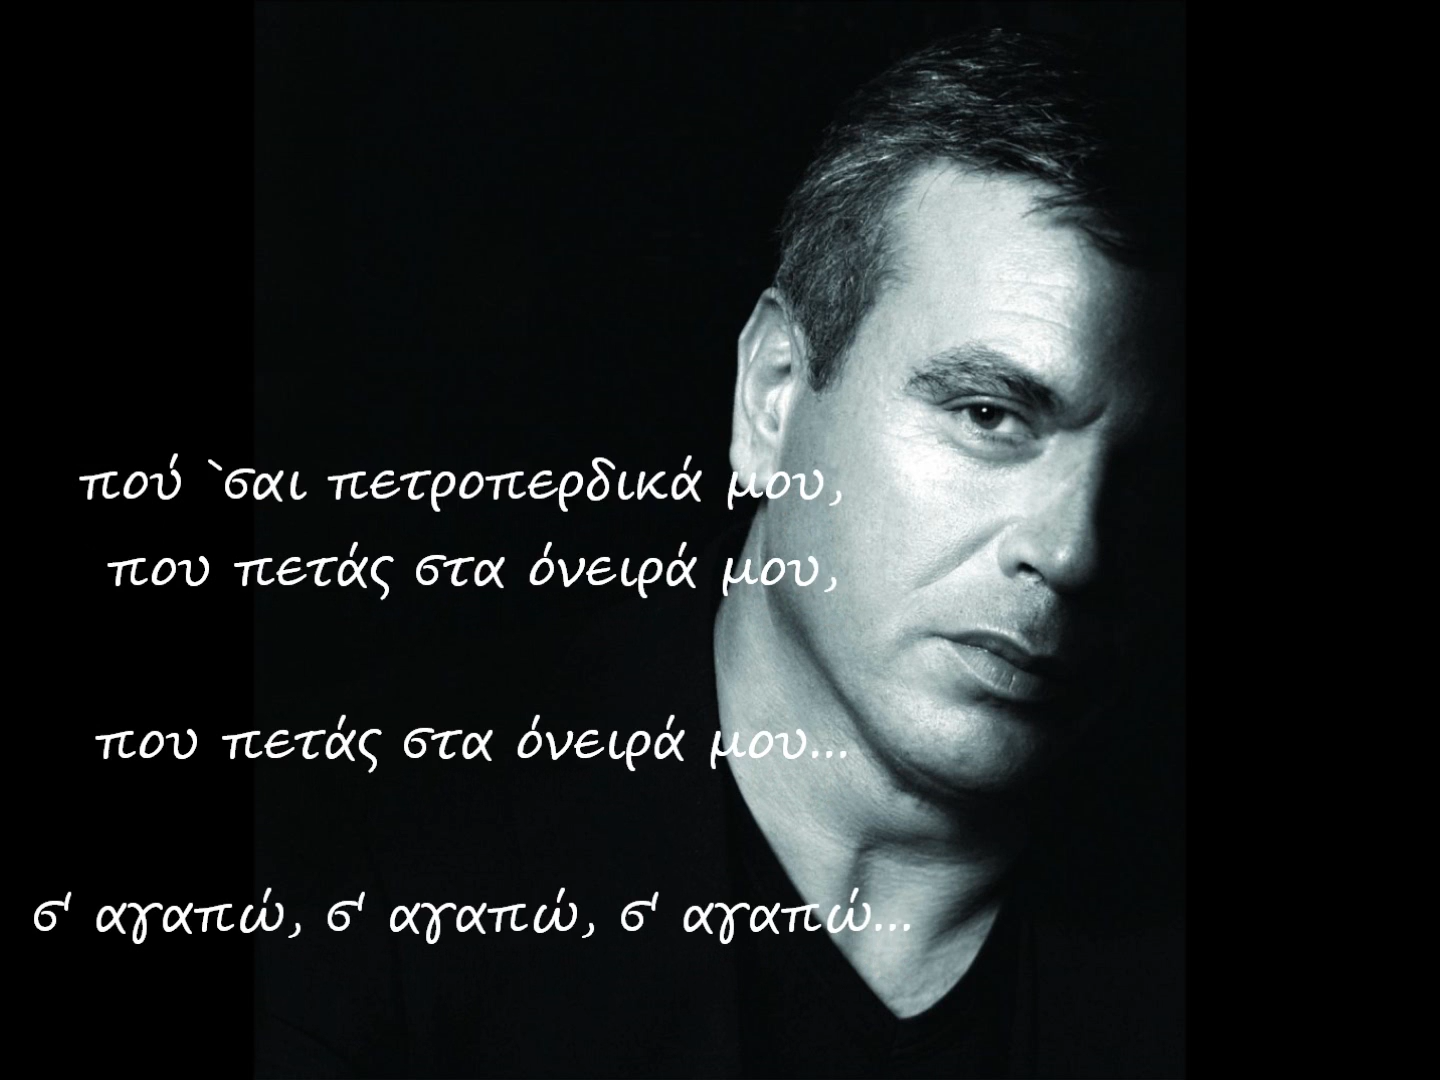 πού `σαι πετροπερδικά μου,
που πετάς στα όνειρά μου,
που πετάς στα όνειρά μου...
σ' αγαπώ, σ' αγαπώ, σ' αγαπώ...